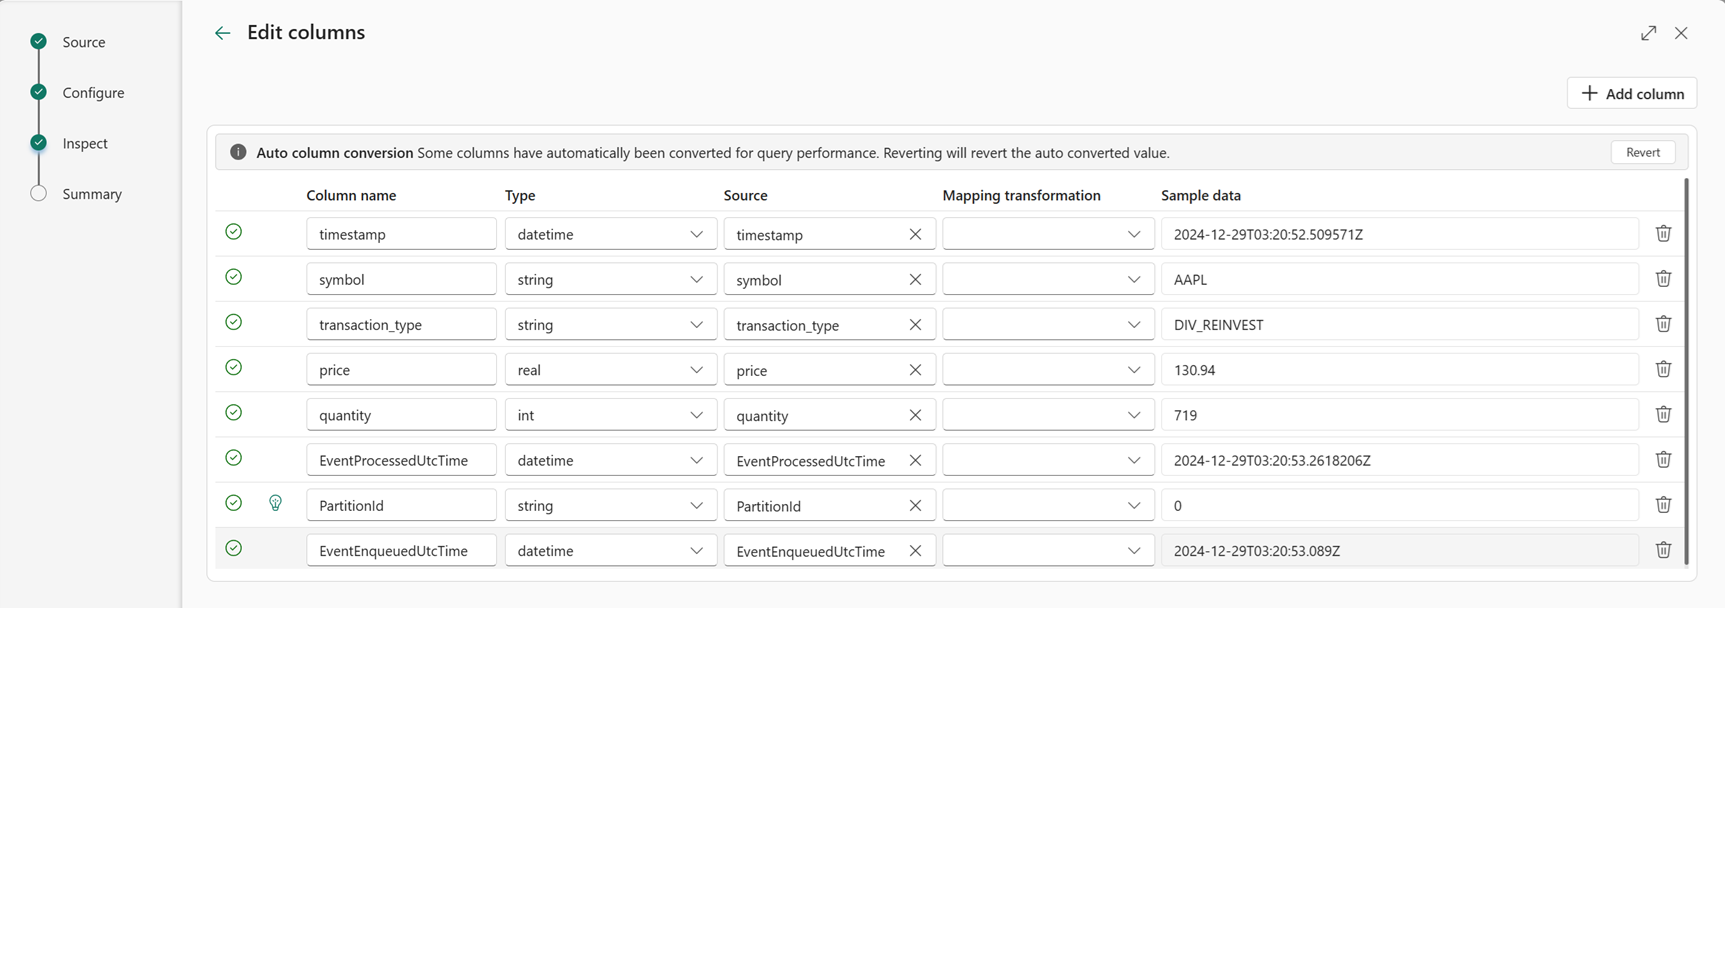 Source
Configure
Inspect
Summary
Edit columns
Add column
Auto column conversion Some columns have automatically been converted for query performance. Reverting will revert the auto converted value.
Revert
Column name Type Source Mapping transformation Sample data
timestamp datetime timestamp 2024-12-29T03:20:52.509571Z
symbol string symbol AAPL
transaction_type string transaction_type DIV_REINVEST
price real price 130.94
quantity int quantity 719
EventProcessedUtcTime datetime EventProcessedUtcTime 2024-12-29T03:20:53.2618206Z
PartitionId string PartitionId 0
EventEnqueuedUtcTime datetime EventEnqueuedUtcTime 2024-12-29T03:20:53.089Z